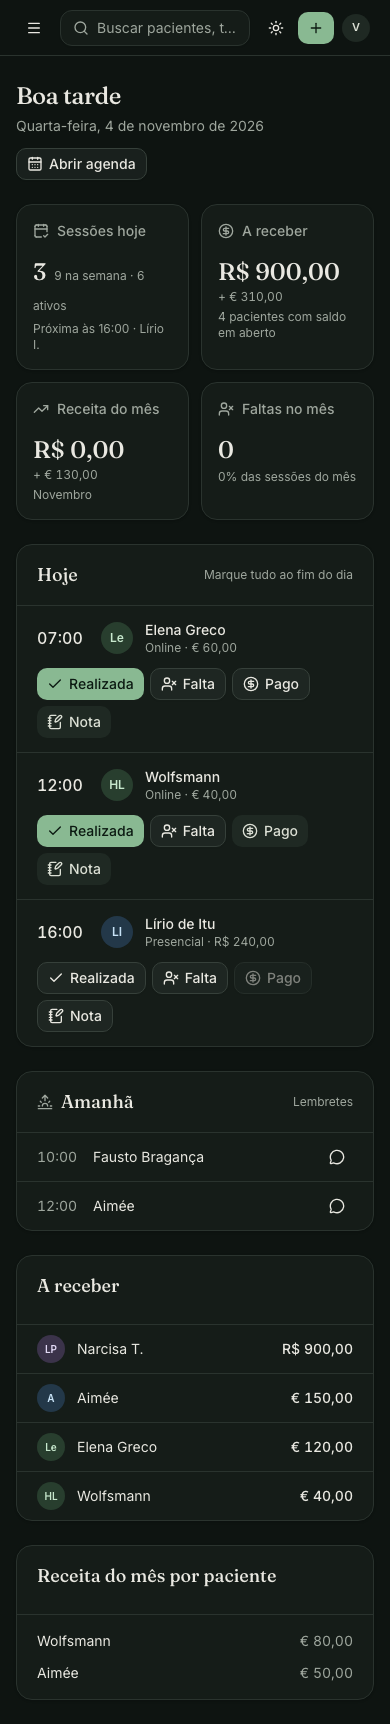 Buscar pacientes, t...
V
Boa tarde
Quarta-feira, 4 de novembro de 2026
Abrir agenda
Sessões hoje
3 9 na semana · 6
ativos
Próxima às 16:00 · Lírio
I.
A receber
R$ 900,00
+ € 310,00
4 pacientes com saldo
em aberto
Receita do mês
R$ 0,00
+ € 130,00
Novembro
Faltas no mês
0
0% das sessões do mês
Hoje
Marque tudo ao fim do dia
07:00
Le
Elena Greco
Online · € 60,00
Realizada
Falta
Pago
Nota
12:00
HL
Wolfsmann
Online · € 40,00
Realizada
Falta
Pago
Nota
16:00
LI
Lírio de Itu
Presencial · R$ 240,00
Realizada
Falta
Pago
Nota
Amanhã
Lembretes
10:00 Fausto Bragança
12:00 Aimée
A receber
LP Narcisa T. R$ 900,00
A Aimée € 150,00
Le Elena Greco € 120,00
HL Wolfsmann € 40,00
Receita do mês por paciente
Wolfsmann € 80,00
Aimée € 50,00